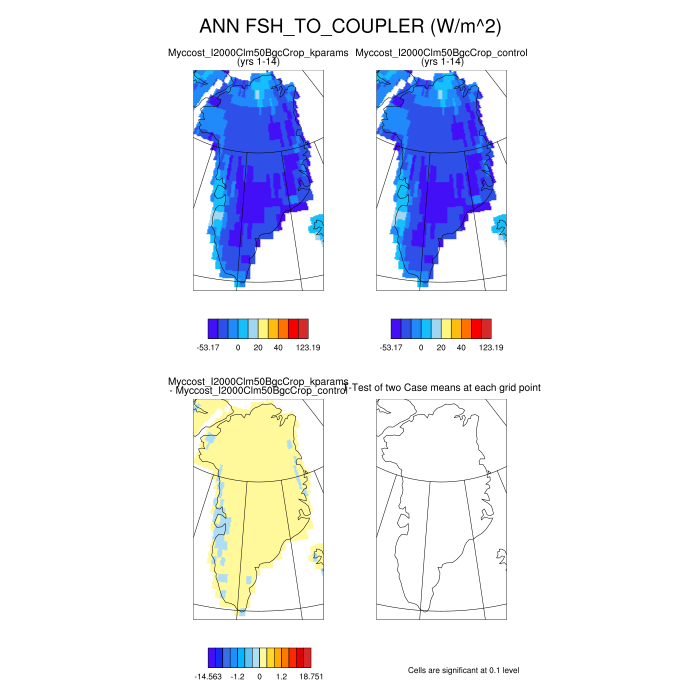 ANN FSH_TO_COUPLER (W/m^2)
Myccost_I2000Clm50BgcCrop_kparams
(yrs 1-14)
Myccost_I2000Clm50BgcCrop_control
(yrs 1-14)
-53.17 0 20 40 123.19
-53.17 0 20 40 123.19
Myccost_I2000Clm50BgcCrop_kparams
- Myccost_I2000Clm50BgcCrop_control
T-Test of two Case means at each grid point
-14.563 -1.2 0 1.2 18.751
Cells are significant at 0.1 level